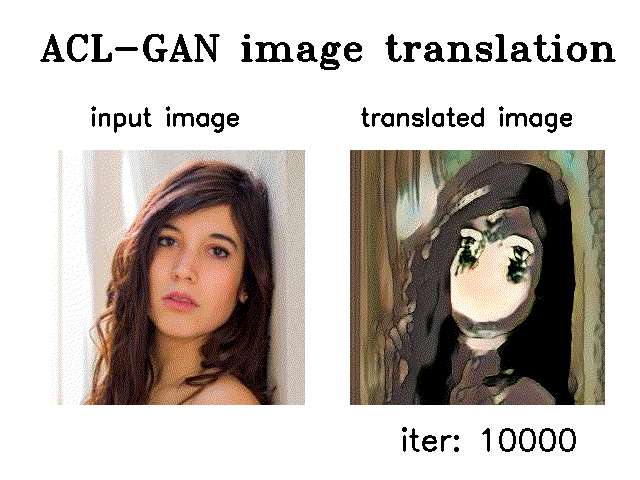 ACL-GAN image translation
input image
translated image
iter: 10000